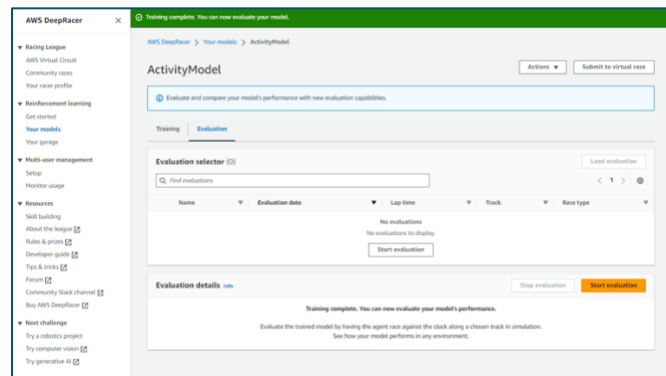 AWS DeepRacer
Training complete. You can now evaluate your model.
Racing League
AWS Virtual Circuit
Community races
Your racer profile
Reinforcement learning
Get started
Your models
Your garage
Multi-user management
Setup
Monitor usage
Resources
Skill building
About the league
Rules & prizes
Developer guide
Tips & tricks
Forum
Community Slack channel
Buy AWS DeepRacer
Next challenge
Try a robotics project
Try computer vision
Try generative AI
AWS DeepRacer > Your models > ActivityModel
ActivityModel
Actions
Submit to virtual race
Evaluate and compare your model's performance with new evaluation capabilities.
Training
Evaluation
Evaluation selector (0)
Load evaluation
Find evaluations
< 1 >
Name Evaluation date Lap time Track Race type
No evaluations
No evaluations to display.
Start evaluation
Evaluation details Info
Stop evaluation
Start evaluation
Training complete. You can now evaluate your model's performance.
Evaluate the trained model by having the agent race against the clock along a chosen track in simulation.
See how your model performs in any environment.